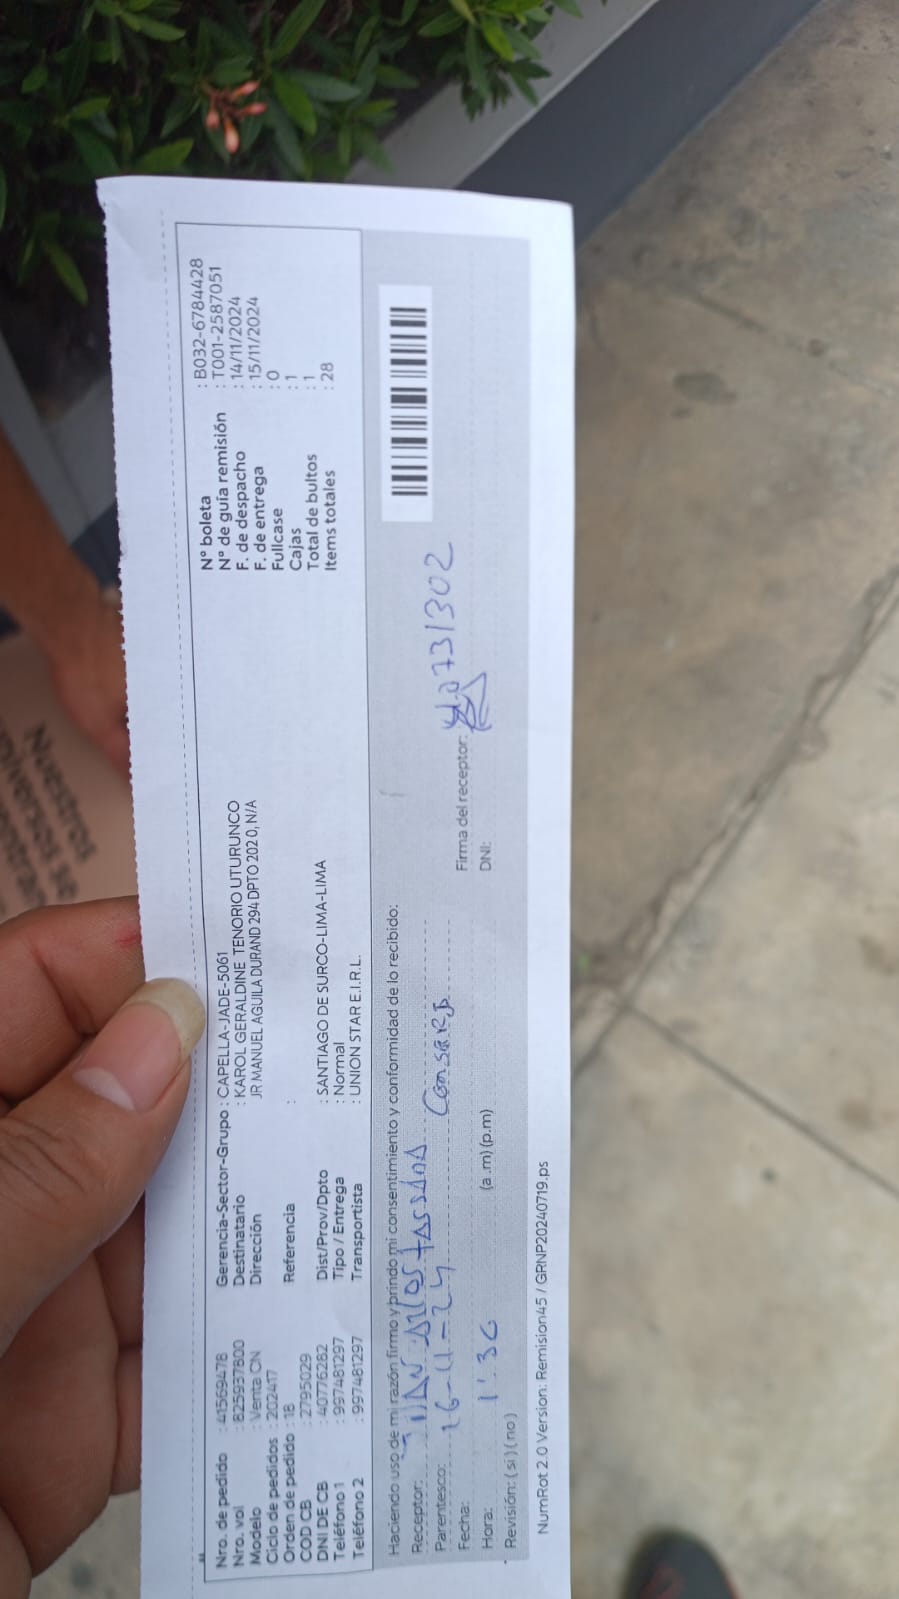 Nro. de pedido : 41569478
Nro. vol : 825937800
Modelo : Venta CN
Ciclo de pedidos : 202417
Orden de pedido : 18
COD CB : 2795029
DNI DE CB : 40776282
Teléfono 1 : 997481297
Teléfono 2 : 997481297
Gerencia-Sector-Grupo : CAPELLA-JADE-5061
Destinatario : KAROL GERALDINE TENORIO UTURUNCO
Dirección JR MANUEL AGUILA DURAND 294 DPTO 202 0, N/A
Referencia :
Dist/Prov/Dpto : SANTIAGO DE SURCO-LIMA-LIMA
Tipo / Entrega : Normal
Transportista : UNION STAR E.I.R.L.
N° boleta : B032-6784428
N° de guía remisión : T001-2587051
F. de despacho : 14/11/2024
F. de entrega : 15/11/2024
Fullcase : 0
Cajas : 1
Total de bultos : 1
Items totales : 28
Haciendo uso de mi razón firmo y brindo mi consentimiento y conformidad de lo recibido:
Receptor:
Parentesco: 16-11-24
Fecha:
Hora: (a .m) (p.m)
Revisión: ( si ) ( no )
Firma del receptor:
DNI:
NumRot 2.0 Version: Remision45 / GRNP20240719.ps
Nuestros